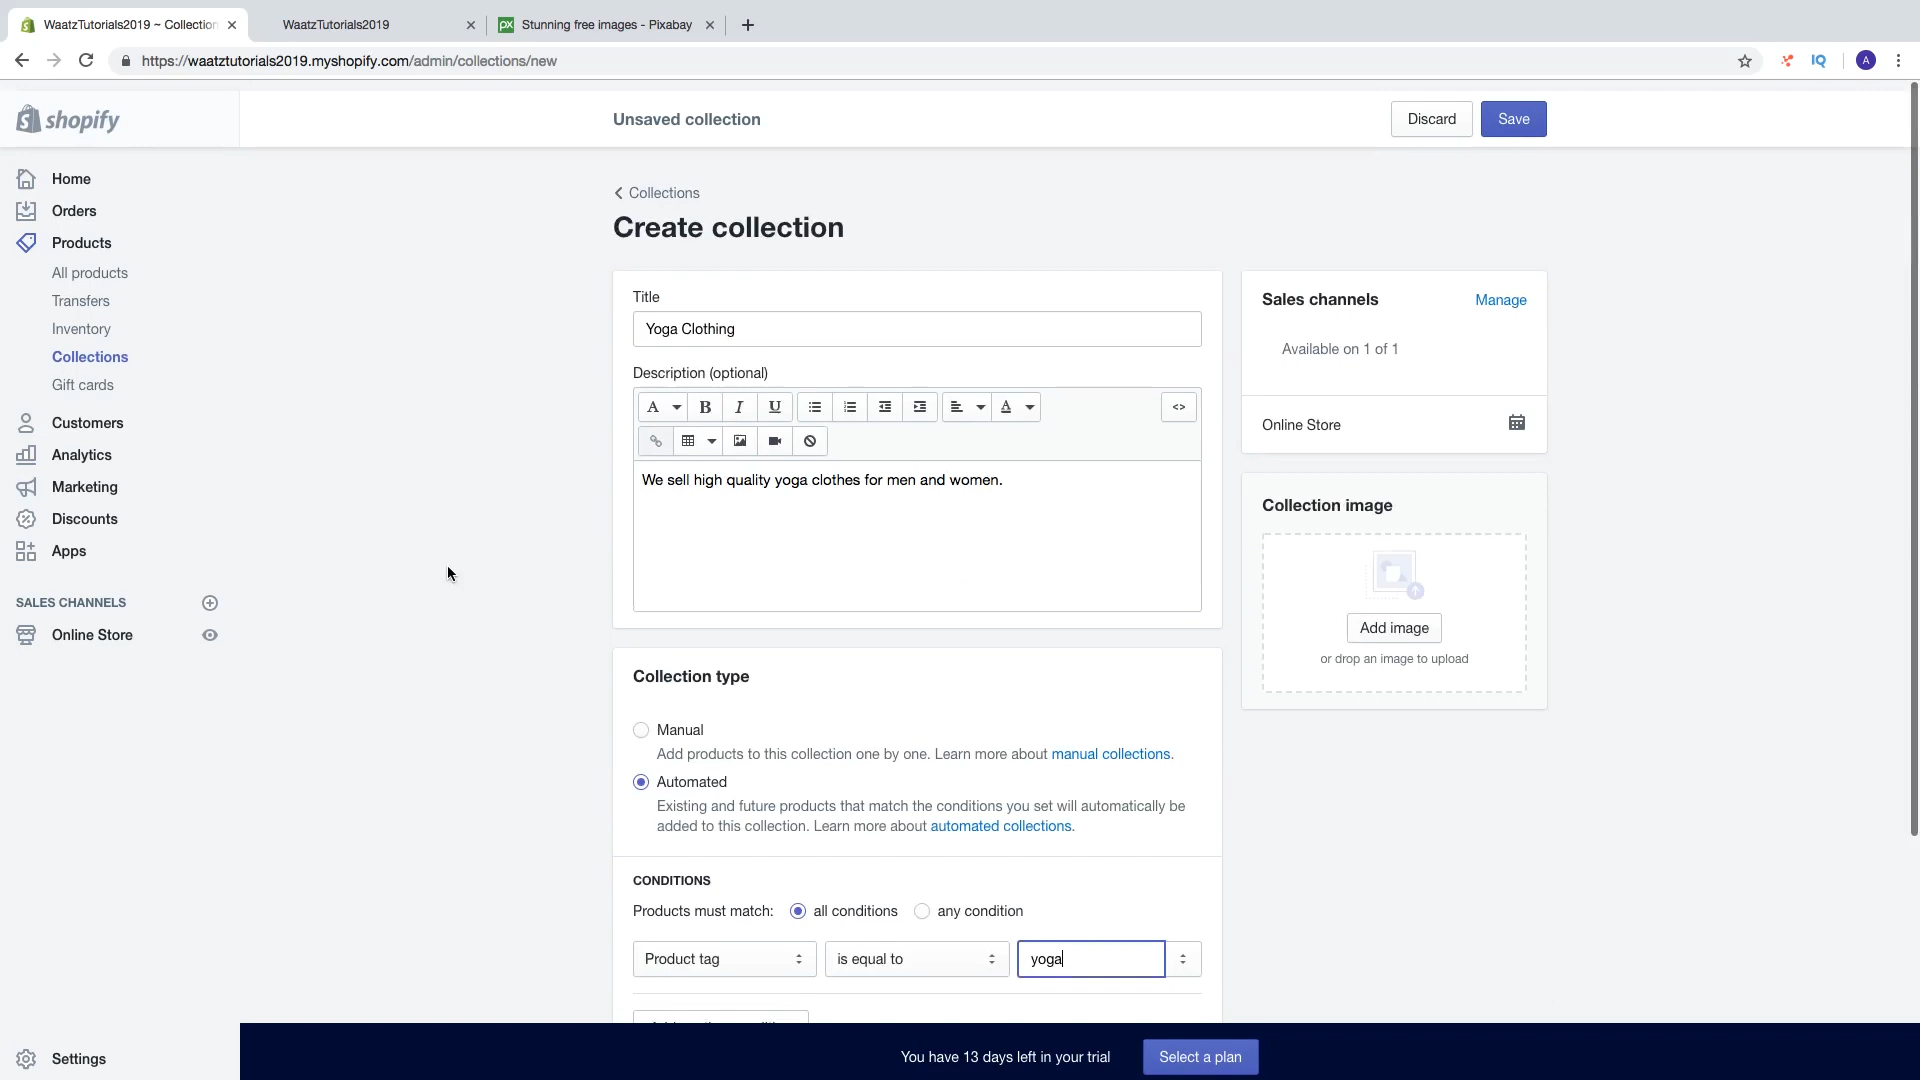 WaatzTutorials2019 ~ Collection
WaatzTutorials2019
Stunning free images - Pixabay
https://waatztutorials2019.myshopify.com/admin/collections/new
IQ
A
shopify
Unsaved collection
Discard
Save
Home
Orders
Products
All products
Transfers
Inventory
Collections
Gift cards
Customers
Analytics
Marketing
Discounts
Apps
SALES CHANNELS
Online Store
Settings
Collections
Create collection
Title
Yoga Clothing
Description (optional)
We sell high quality yoga clothes for men and women.
Collection type
Manual
Add products to this collection one by one. Learn more about manual collections.
Automated
Existing and future products that match the conditions you set will automatically be
added to this collection. Learn more about automated collections.
CONDITIONS
Products must match: all conditions any condition
Product tag is equal to yoga
Sales channels Manage
Available on 1 of 1
Online Store
Collection image
Add image
or drop an image to upload
You have 13 days left in your trial Select a plan